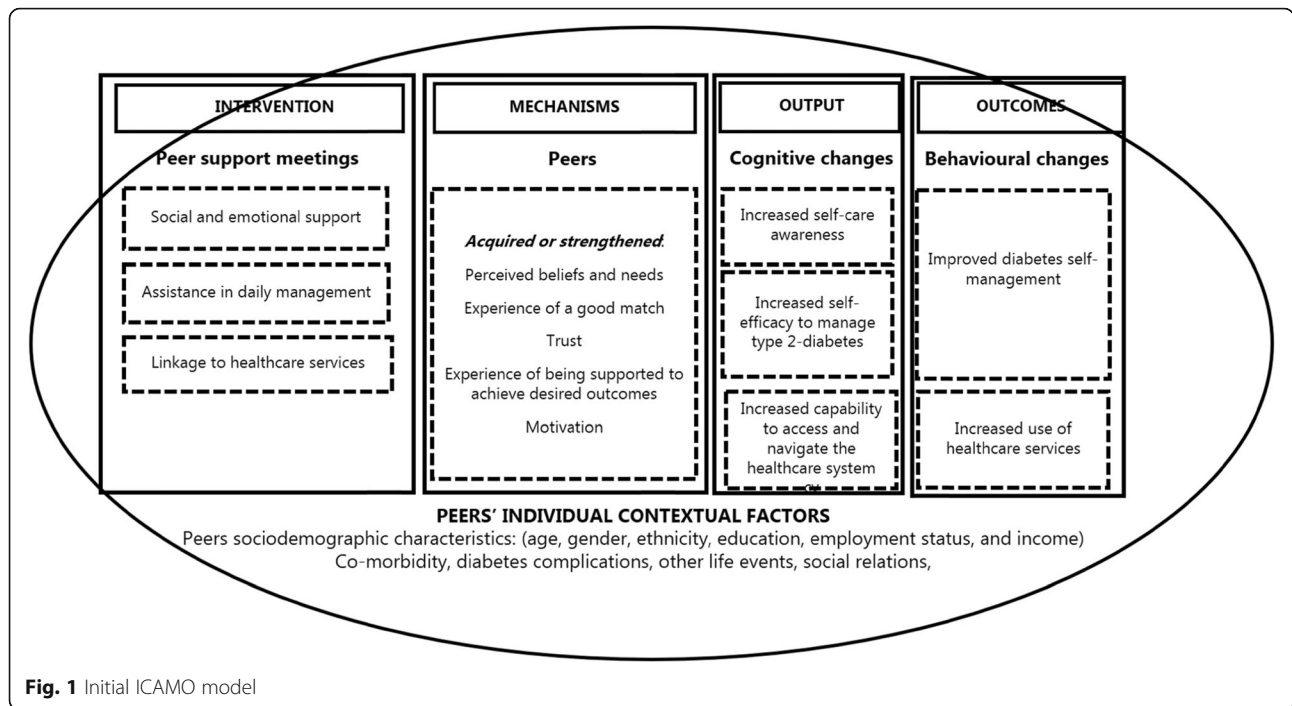 INTERVENTION
Peer support meetings
Social and emotional support
Assistance in daily management
Linkage to healthcare services
MECHANISMS
Peers
Acquired or strengthened:
Perceived beliefs and needs
Experience of a good match
Trust
Experience of being supported to
achieve desired outcomes
Motivation
OUTPUT
Cognitive changes
Increased self-care
awareness
Increased self-
efficacy to manage
type 2-diabetes
Increased capability
to access and
navigate the
healthcare system
OUTCOMES
Behavioural changes
Improved diabetes self-
management
Increased use of
healthcare services
PEERS' INDIVIDUAL CONTEXTUAL FACTORS
Peers sociodemographic characteristics: (age, gender, ethnicity, education, employment status, and income)
Co-morbidity, diabetes complications, other life events, social relations,
Fig. 1 Initial ICAMO model